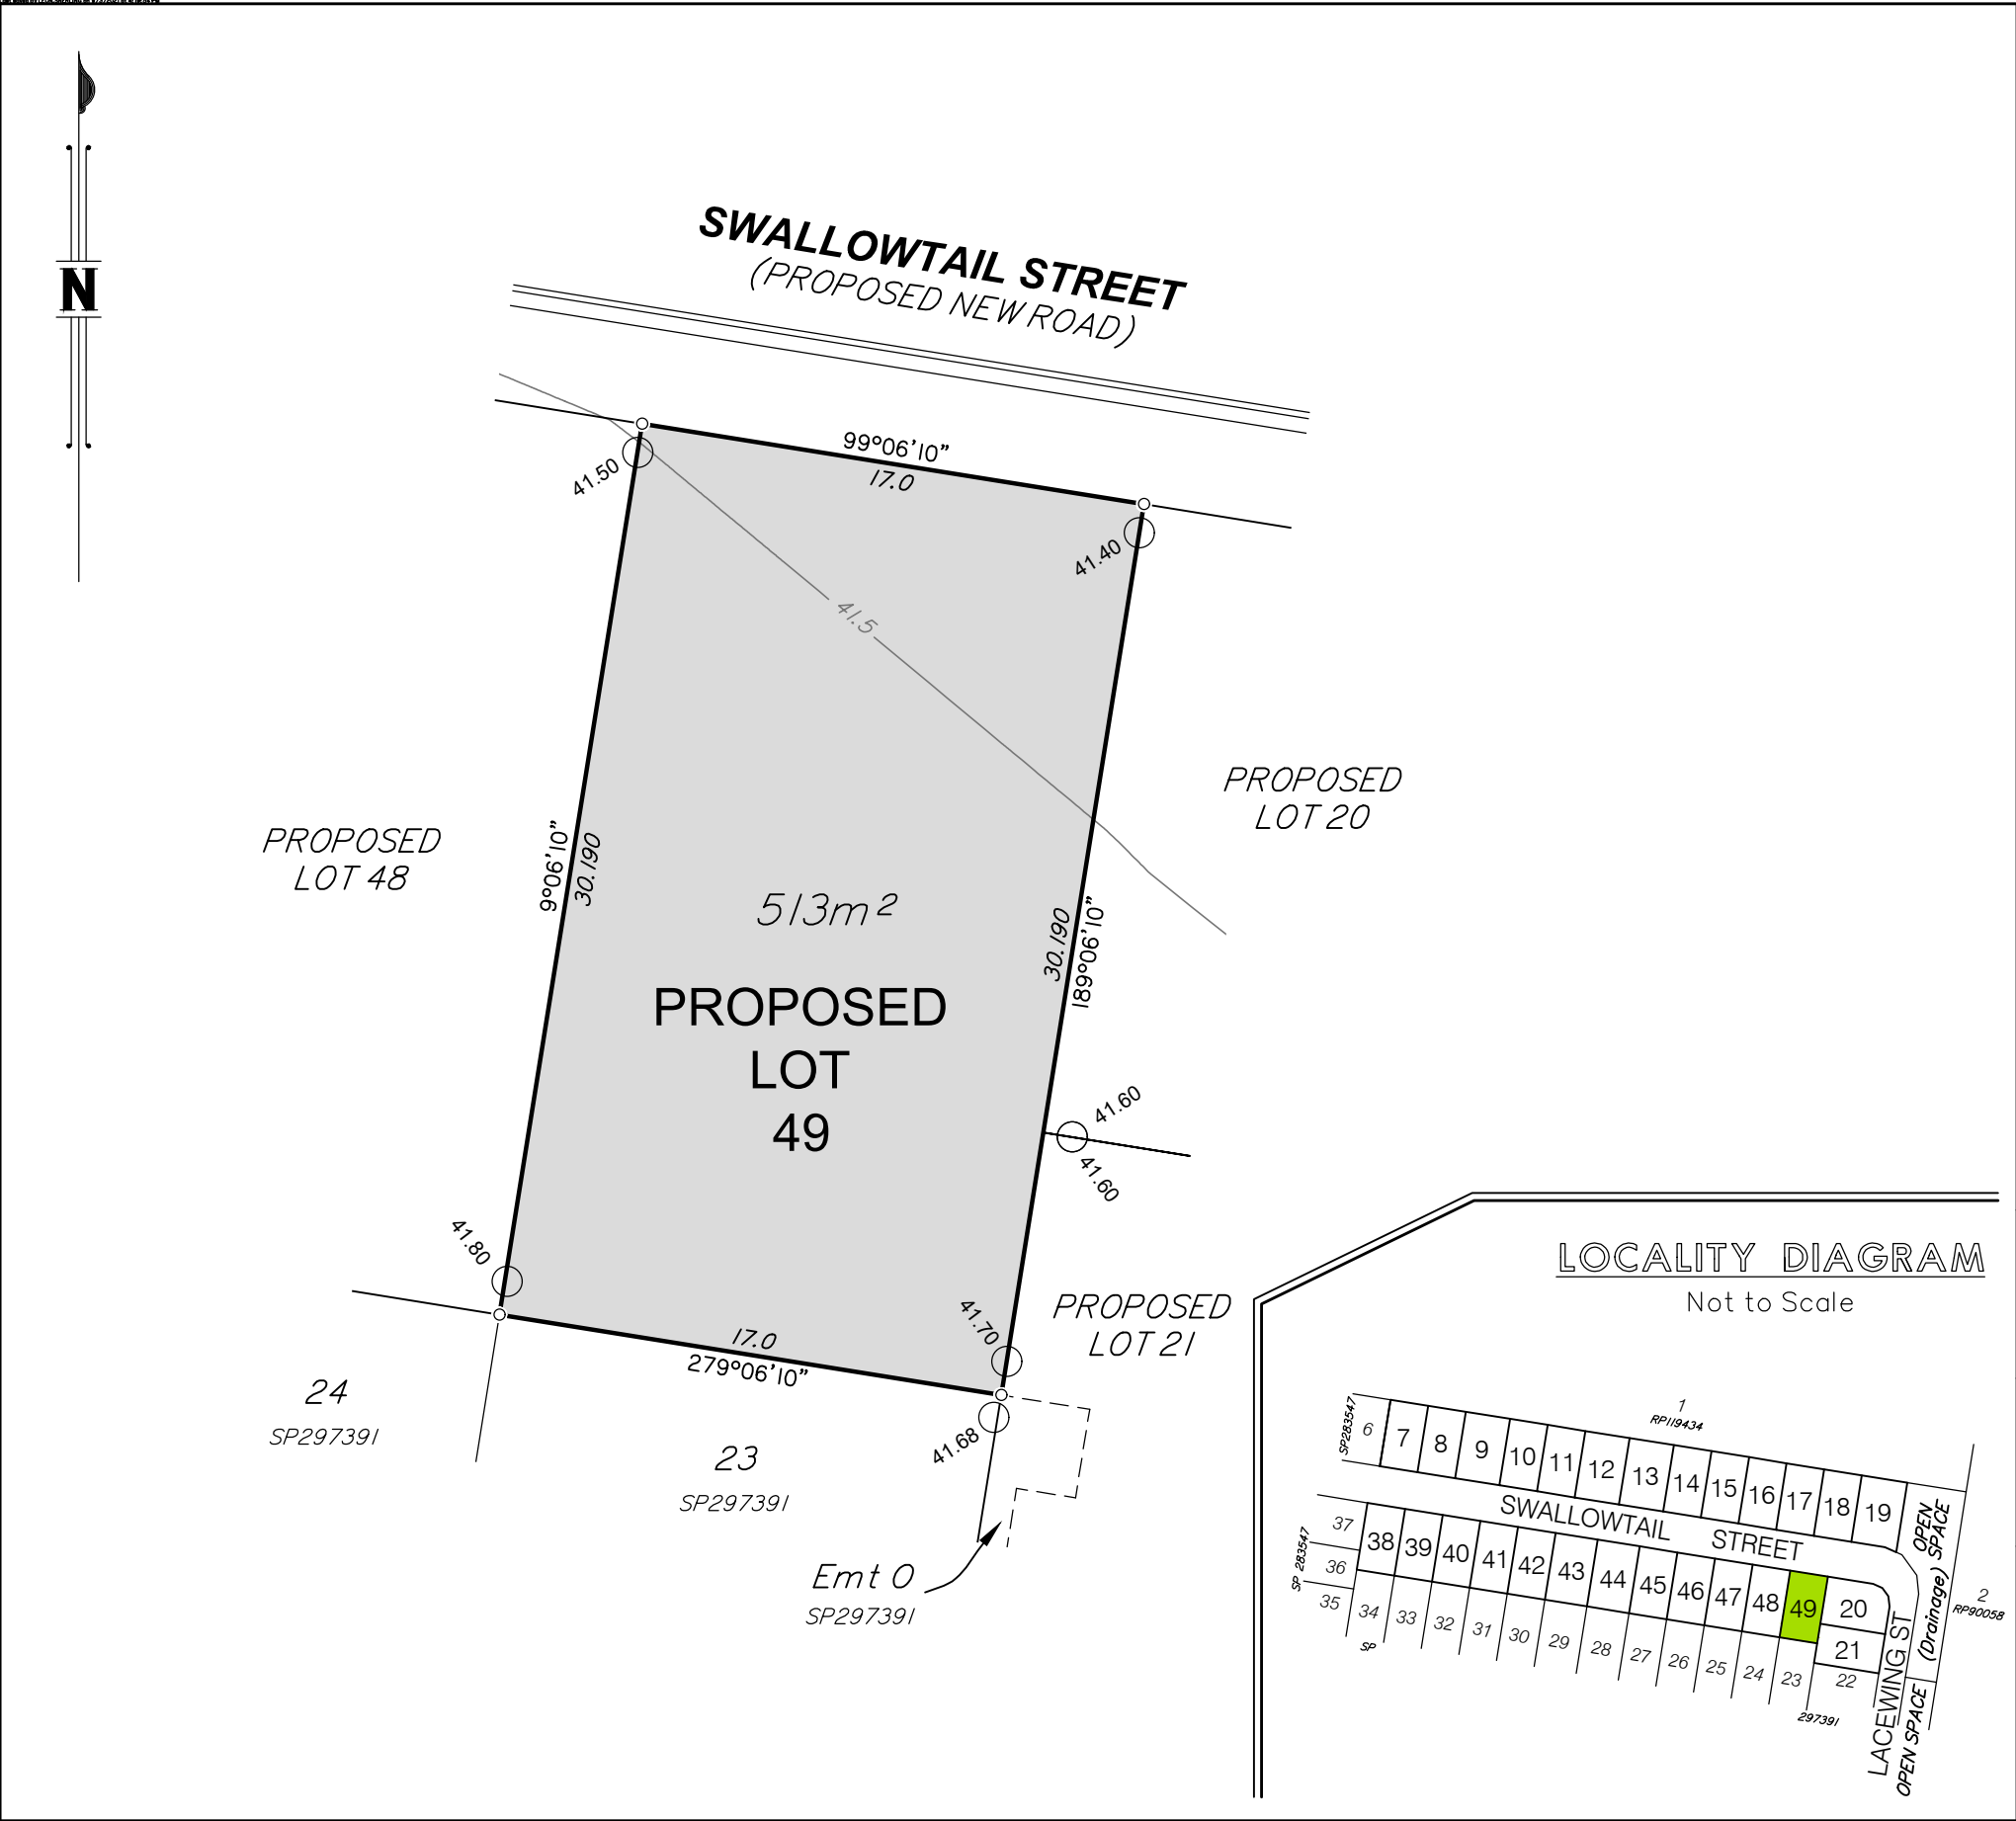 N
SWALLOWTAIL STREET
(PROPOSED NEW ROAD)
99°06'10"
17.0
41.50
41.40
41.5
PROPOSED
LOT 20
PROPOSED
LOT 48
9°06'10"
30.190
513m²
30.190
189°06'10"
PROPOSED
LOT
49
41.60
41.60
41.80
41.70
PROPOSED
LOT 21
17.0
279°06'10"
24
SP297391
23
SP297391
41.68
Emt O
SP297391
LOCALITY DIAGRAM
Not to Scale
1
RP119434
SP283547
6 7 8 9 10 11 12 13 14 15 16 17 18 19
OPEN SPACE
(Drainage)
SWALLOWTAIL STREET
37
36
35
SP 283547
38 39 40 41 42 43 44 45 46 47 48 49 20
21
34 33 32 31 30 29 28 27 26 25 24 23 22
SP
297391
2
RP90058
LACEWING ST
OPEN SPACE